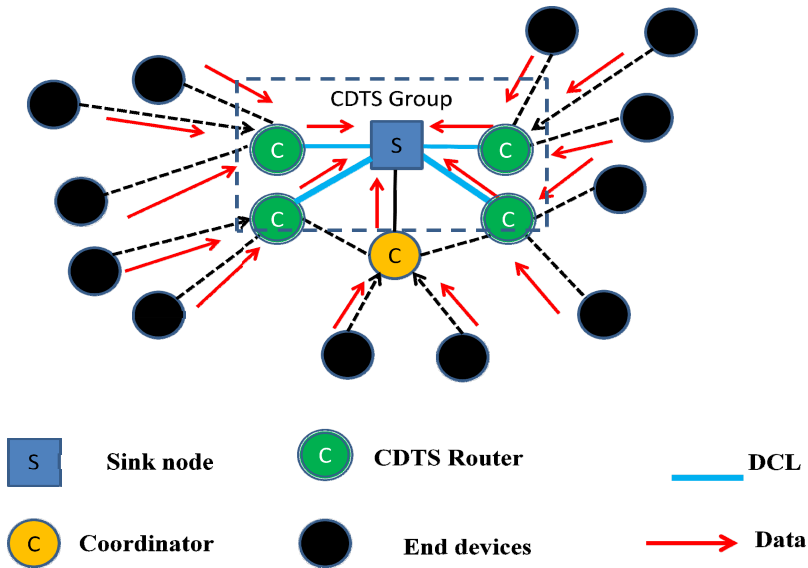 CDTS Group
C
S
C
C
C
C
S
Sink node
C
CDTS Router
DCL
C
Coordinator
End devices
Data